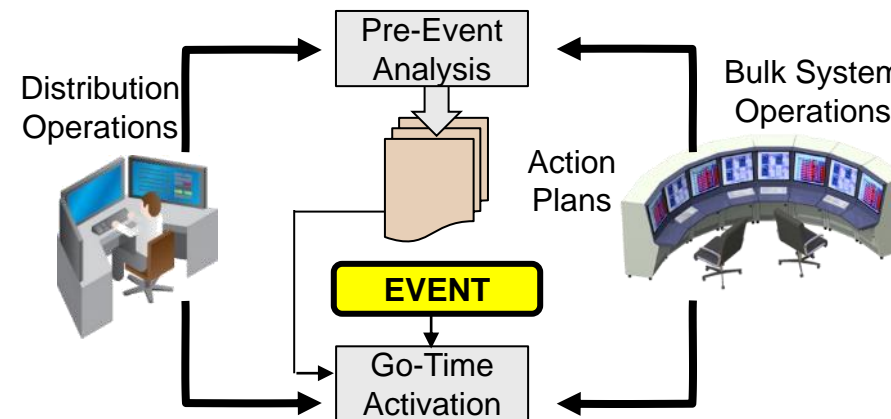 Pre-Event
Analysis
Distribution
Operations
Bulk System
Operations
Action
Plans
EVENT
Go-Time
Activation